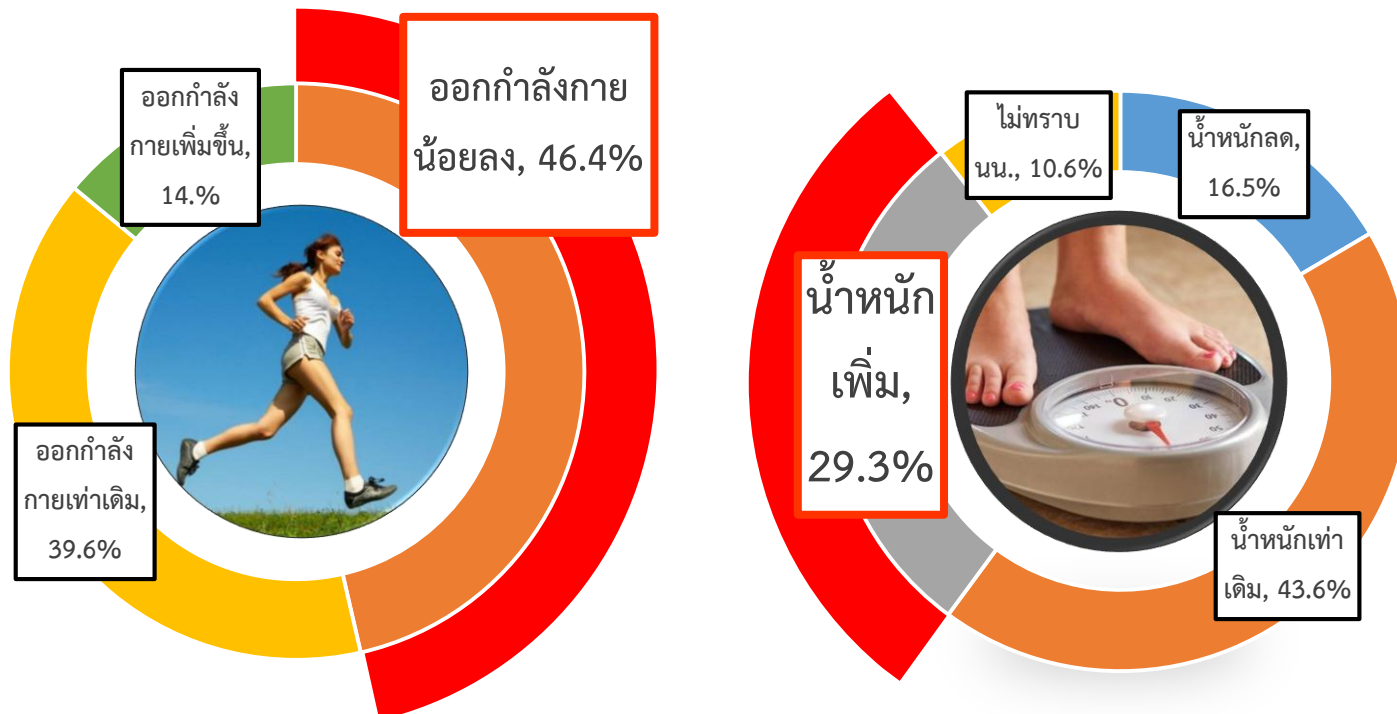 ออกกำลัง
กายเพิ่มขึ้น,
14.%
ออกกำลังกาย
น้อยลง, 46.4%
ออกกำลัง
กายเท่าเดิม,
39.6%
ไม่ทราบ
นน., 10.6%
น้ำหนักลด,
16.5%
น้ำหนัก
เพิ่ม,
29.3%
น้ำหนักเท่า
เดิม, 43.6%